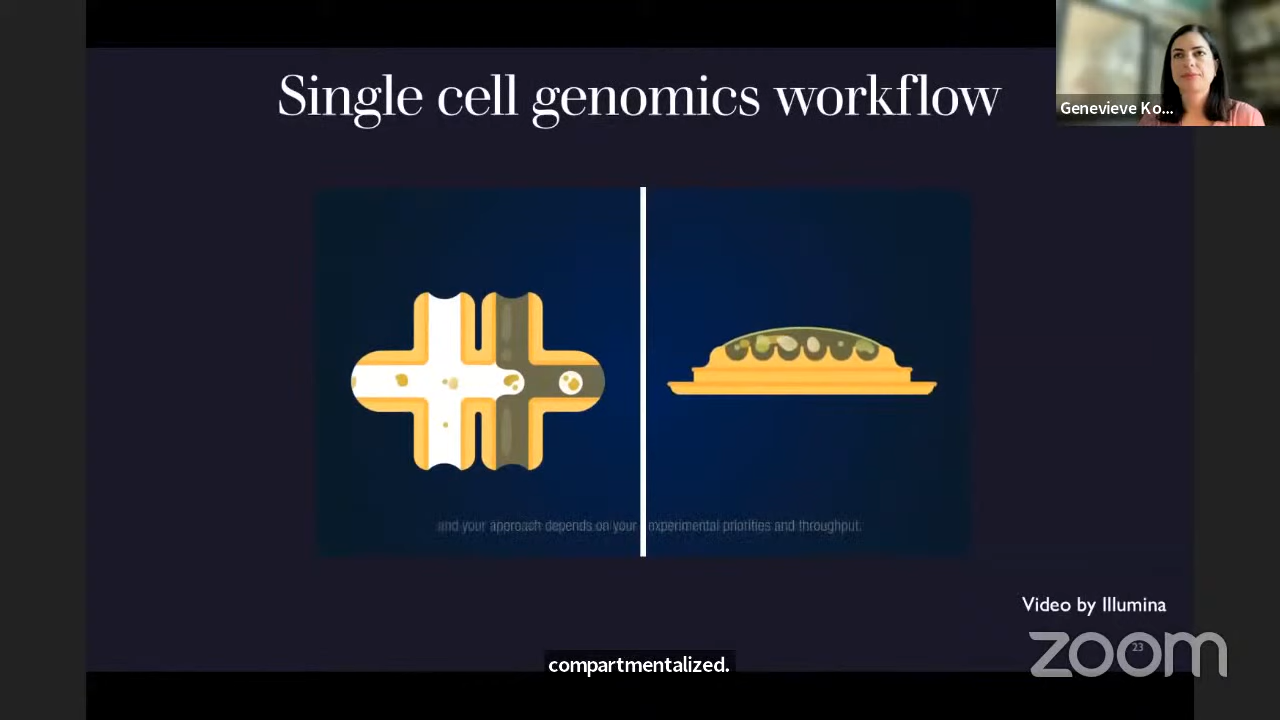 Single cell genomics workflow
Genevieve Ko...
and your approach depends on your experimental priorities and throughput.
Video by Illumina
23
zoom
compartmentalized.